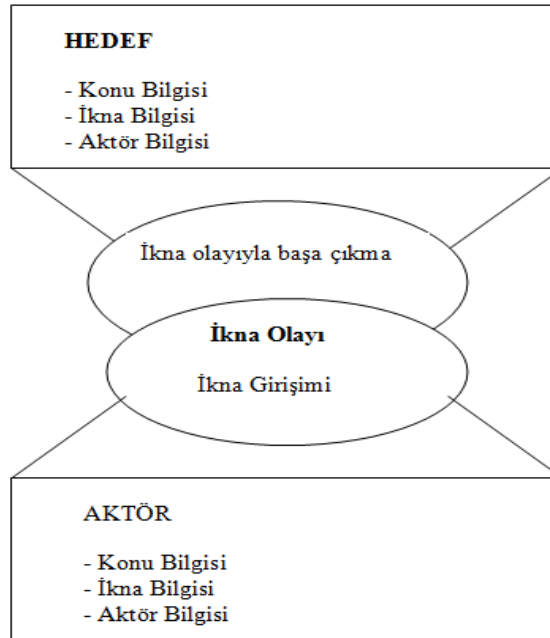 HEDEF
- Konu Bilgisi
- İkna Bilgisi
- Aktör Bilgisi
İkna olayıyla başa çıkma
İkna Olayı
İkna Girişimi
AKTÖR
- Konu Bilgisi
- İkna Bilgisi
- Aktör Bilgisi